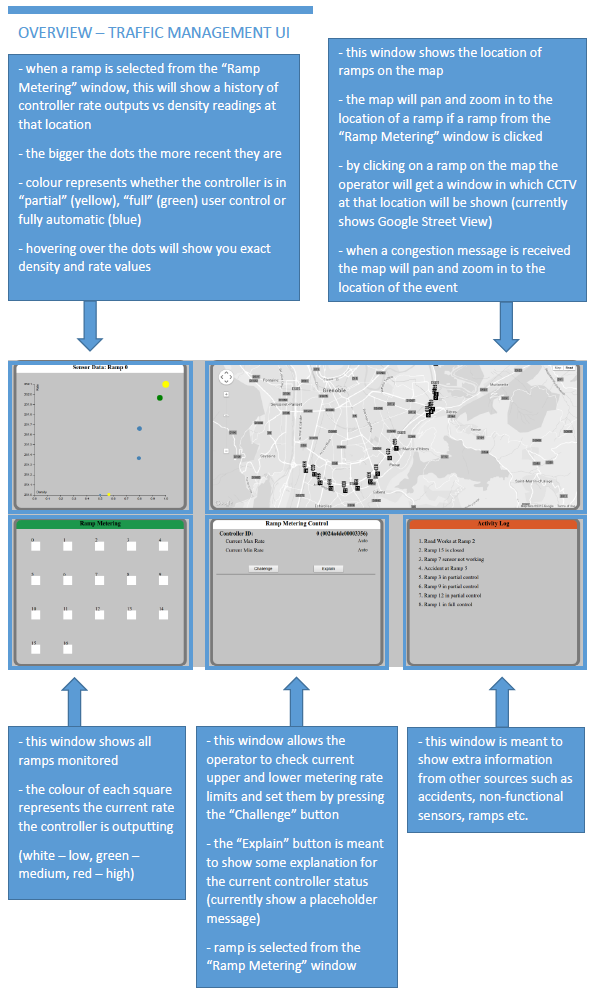 OVERVIEW – TRAFFIC MANAGEMENT UI
- when a ramp is selected from the “Ramp
Metering” window, this will show a history of
controller rate outputs vs density readings at
that location
- the bigger the dots the more recent they are
- colour represents whether the controller is in
“partial” (yellow), “full” (green) user control or
fully automatic (blue)
- hovering over the dots will show you exact
density and rate values
- this window shows the location of
ramps on the map
- the map will pan and zoom in to the
location of a ramp if a ramp from the
“Ramp Metering” window is clicked
- by clicking on a ramp on the map the
operator will get a window in which CCTV
at that location will be shown (currently
shows Google Street View)
- when a congestion message is received
the map will pan and zoom in to the
location of the event
Sensor Data: Ramp 0
Grenoble
Ramp Metering
0 1 2 3 4
5 6 7 8 9
10 11 12 13 14
15 16
Ramp Metering Control
Controller ID: 0 (0024a4de00003356)
Current Max Rate Auto
Current Min Rate Auto
Challenge Explain
Activity Log
1. Road Works at Ramp 2
2. Ramp 15 is closed
3. Ramp 7 sensor not working
4. Accident at Ramp 3
5. Ramp 3 in partial control
6. Ramp 9 in partial control
7. Ramp 12 in partial control
8. Ramp 1 in full control
- this window shows all
ramps monitored
- the colour of each square
represents the current rate
the controller is outputting
(white – low, green –
medium, red – high)
- this window allows the
operator to check current
upper and lower metering rate
limits and set them by pressing
the “Challenge” button
- the “Explain” button is meant
to show some explanation for
the current controller status
(currently show a placeholder
message)
- ramp is selected from the
“Ramp Metering” window
- this window is meant to
show extra information
from other sources such as
accidents, non-functional
sensors, ramps etc.